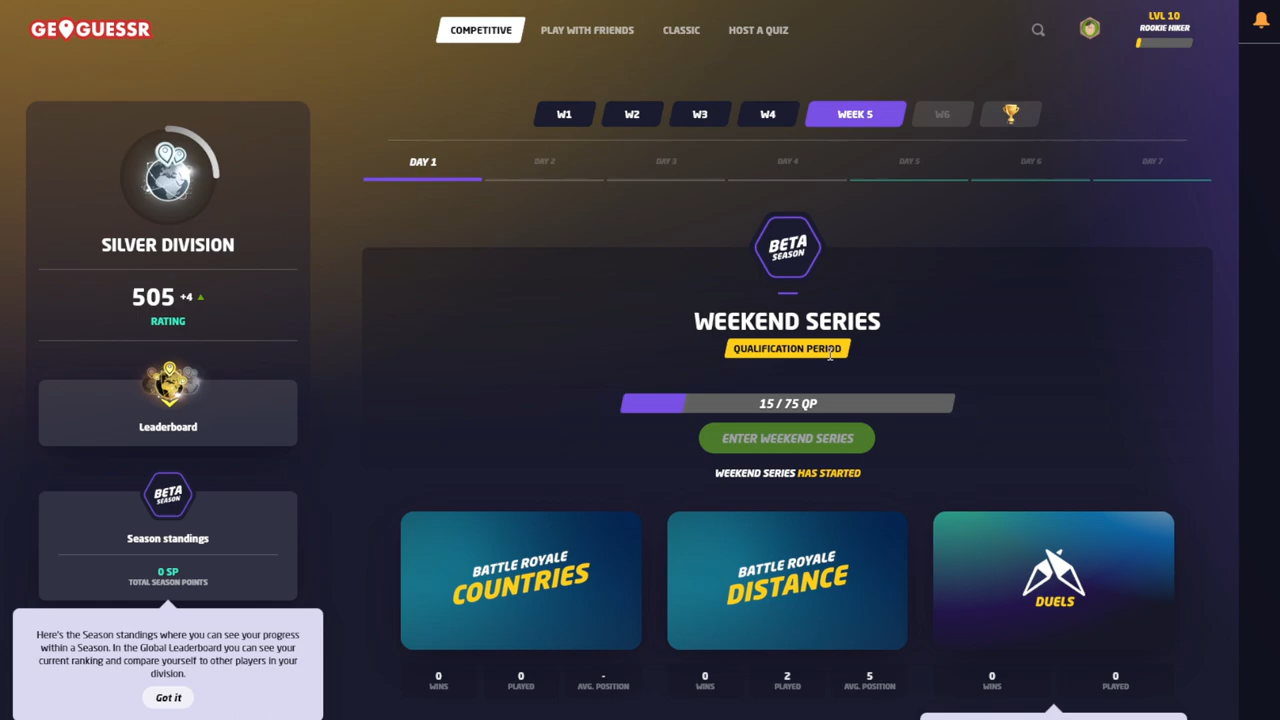 GEOGUESSR
COMPETITIVE
PLAY WITH FRIENDS
CLASSIC
HOST A QUIZ
LVL 10
ROOKIE HIKER
W1
W2
W3
W4
WEEK 5
W6
DAY 1
DAY 2
DAY 3
DAY 4
DAY 5
DAY 6
DAY 7
SILVER DIVISION
505 +4
RATING
Leaderboard
BETA
SEASON
Season standings
0 SP
TOTAL SEASON POINTS
Here's the Season standings where you can see your progress
within a Season. In the Global Leaderboard you can see your
current ranking and compare yourself to other players in your
division.
Got it
BETA
SEASON
WEEKEND SERIES
QUALIFICATION PERIOD
15 / 75 QP
ENTER WEEKEND SERIES
WEEKEND SERIES HAS STARTED
BATTLE ROYALE
COUNTRIES
0
WINS
0
PLAYED
-
AVG. POSITION
BATTLE ROYALE
DISTANCE
0
WINS
2
PLAYED
5
AVG. POSITION
DUELS
0
WINS
0
PLAYED